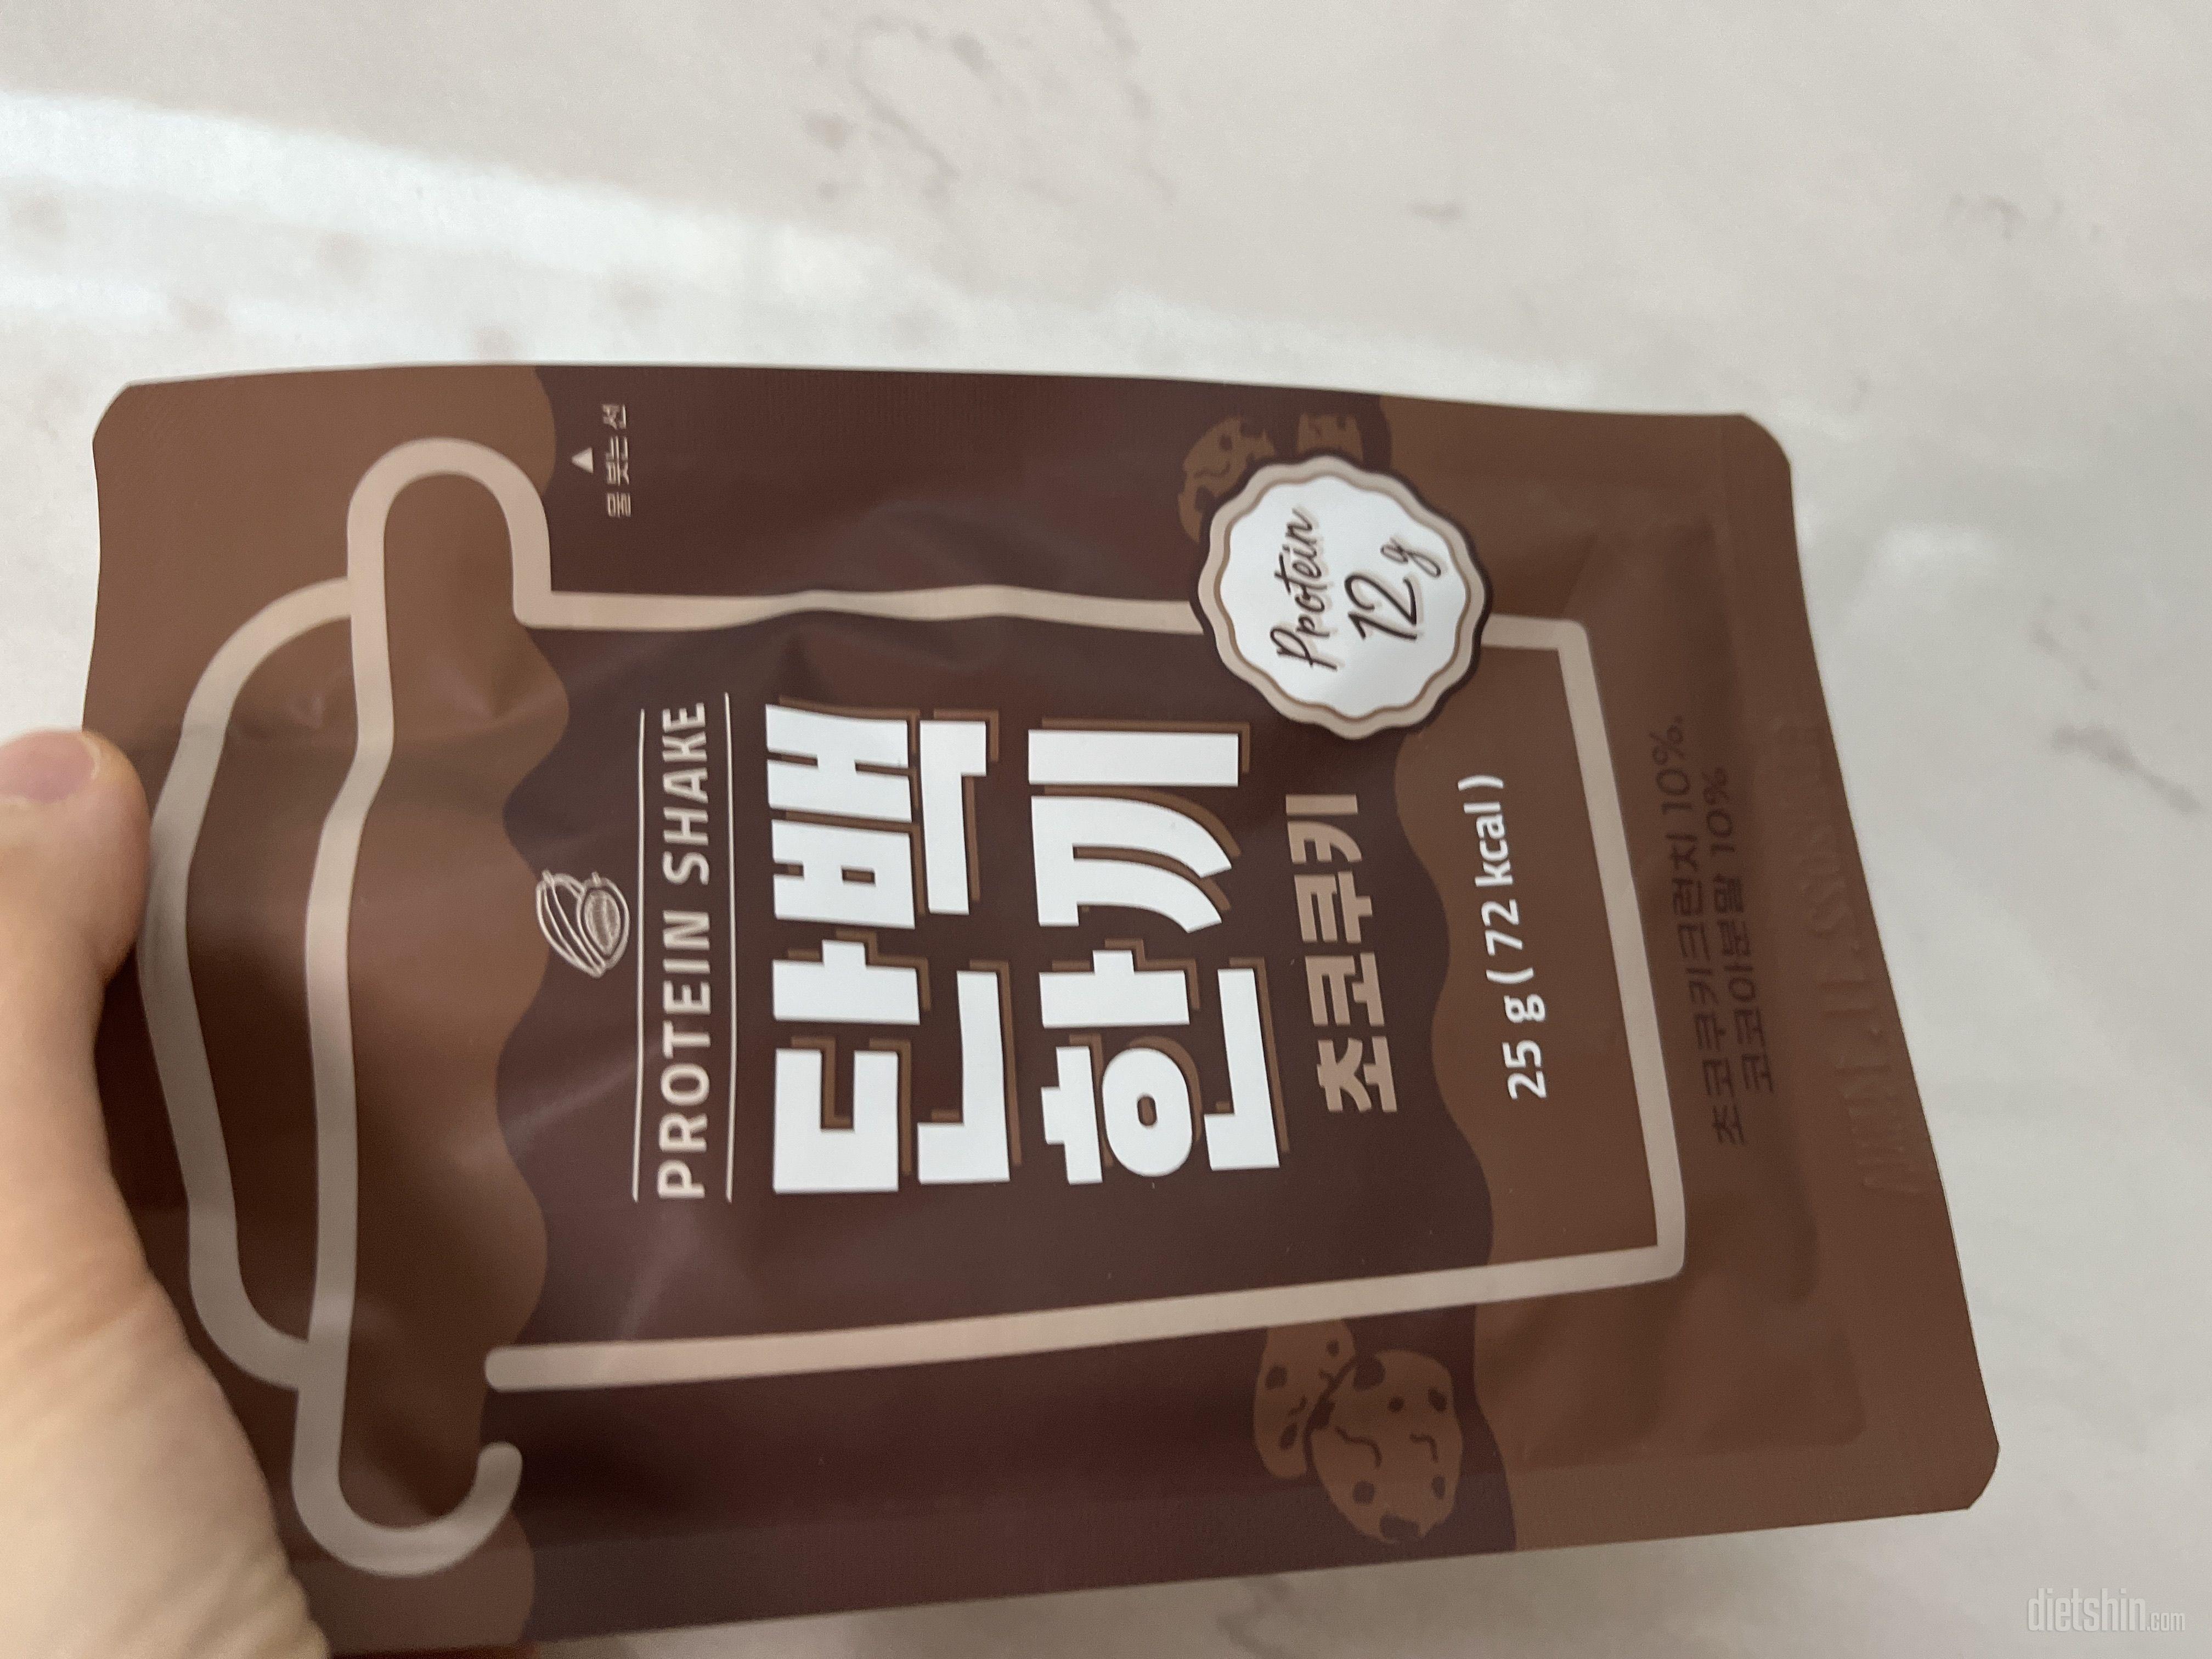 물 붓는 선
PROTEIN SHAKE
단백
한끼
초코쿠키
Ppotein
12g
25 g ( 72 kcal )
초코쿠키크런치 10%,
코코아분말 10%
dietshin.com